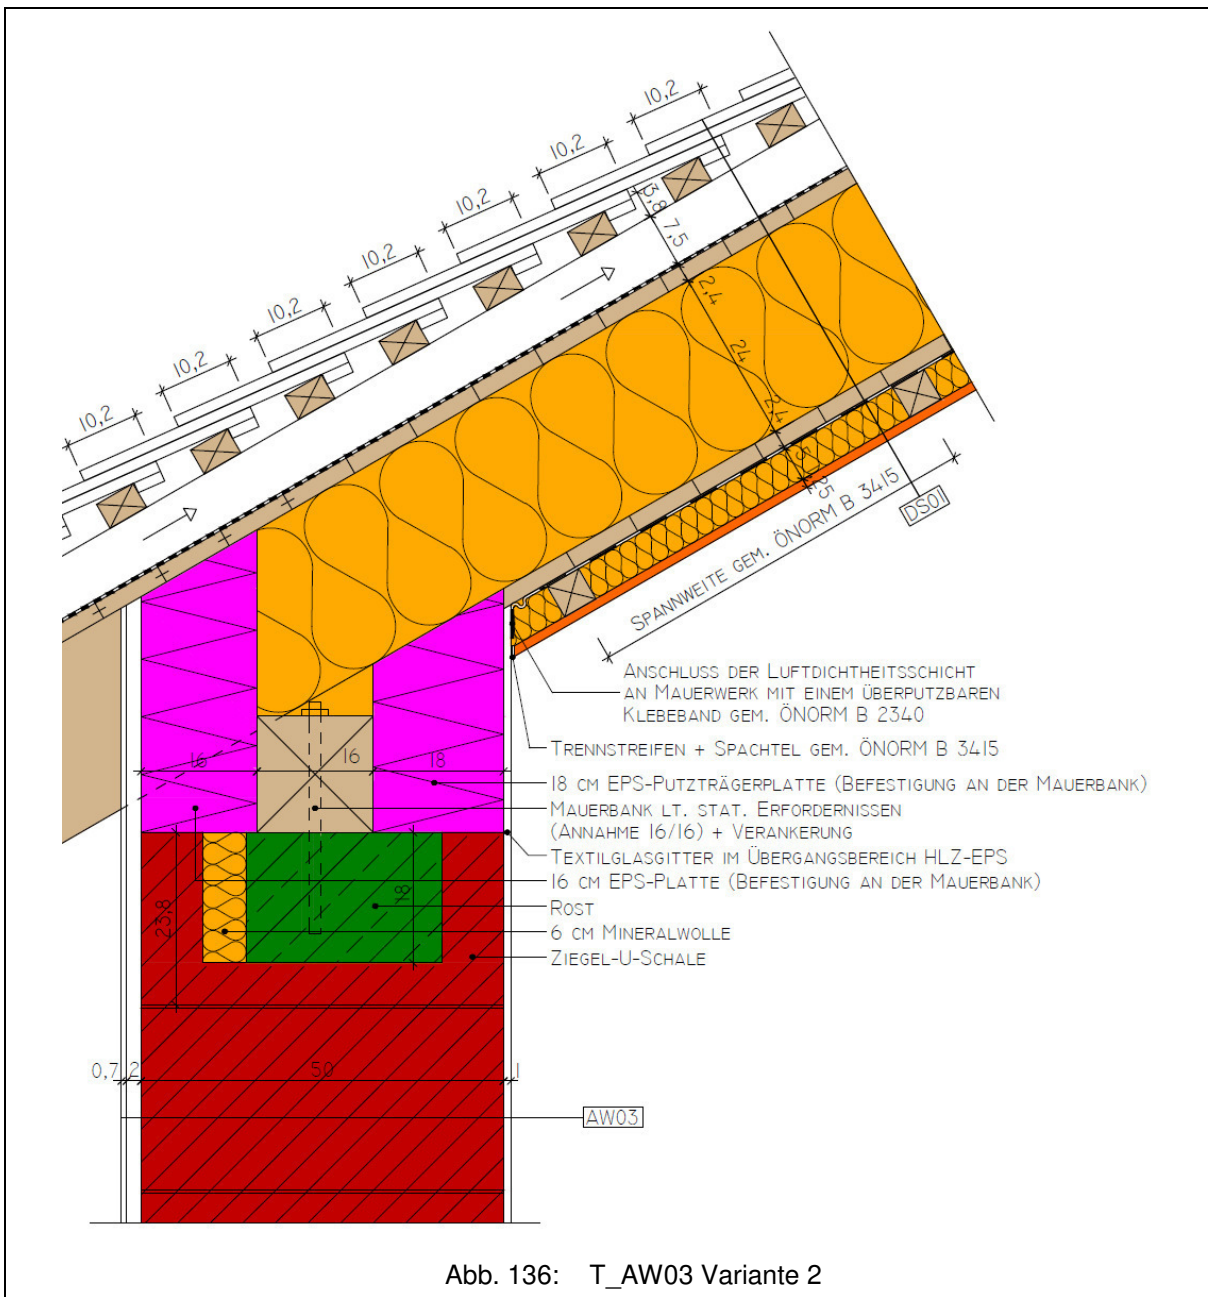 10,2
10,2
10,2
10,2
10,2
10,2
10,2
3,8
7,5
2,4
24
2,4
5
DS01
SPANNWEITE GEM. ÖNORM B 3415
ANSCHLUSS DER LUFTDICHTHEITSSCHICHT
AN MAUERWERK MIT EINEM ÜBERPUTZBAREN
KLEBEBAND GEM. ÖNORM B 2340
TRENNSTREIFEN + SPACHTEL GEM. ÖNORM B 3415
16 16 18
18 CM EPS-PUTZTRÄGERPLATTE (BEFESTIGUNG AN DER MAUERBANK)
MAUERBANK LT. STAT. ERFORDERNISSEN
(ANNAHME 16/16) + VERANKERUNG
TEXTILGLASGITTER IM ÜBERGANGSBEREICH HLZ-EPS
16 CM EPS-PLATTE (BEFESTIGUNG AN DER MAUERBANK)
ROST
6 CM MINERALWOLLE
ZIEGEL-U-SCHALE
23,8
18
0,7 2 50 1
AW03
Abb. 136: T_AW03 Variante 2